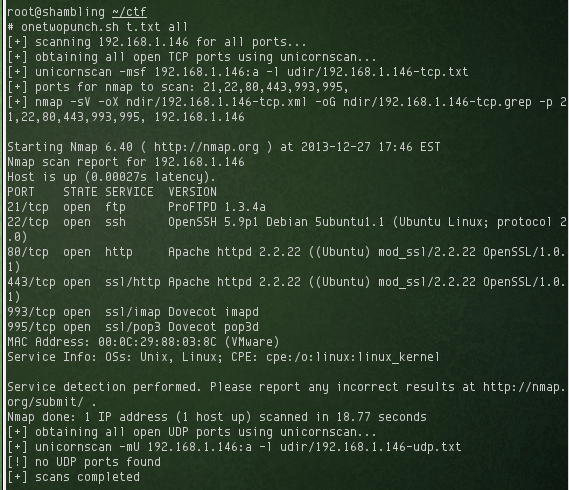 root@shambling ~/ctf
# onetwopunch.sh t.txt all
[+] scanning 192.168.1.146 for all ports...
[+] obtaining all open TCP ports using unicornscan...
[+] unicornscan -msf 192.168.1.146:a -l udir/192.168.1.146-tcp.txt
[+] ports for nmap to scan: 21,22,80,443,993,995,
[+] nmap -sV -oX ndir/192.168.1.146-tcp.xml -oG ndir/192.168.1.146-tcp.grep -p 2
1,22,80,443,993,995, 192.168.1.146
Starting Nmap 6.40 ( http://nmap.org ) at 2013-12-27 17:46 EST
Nmap scan report for 192.168.1.146
Host is up (0.00027s latency).
PORT    STATE SERVICE  VERSION
21/tcp  open  ftp      ProFTPD 1.3.4a
22/tcp  open  ssh      OpenSSH 5.9p1 Debian 5ubuntu1.1 (Ubuntu Linux; protocol 2
.0)
80/tcp  open  http     Apache httpd 2.2.22 ((Ubuntu) mod_ssl/2.2.22 OpenSSL/1.0.
1)
443/tcp open  ssl/http Apache httpd 2.2.22 ((Ubuntu) mod_ssl/2.2.22 OpenSSL/1.0.
1)
993/tcp open  ssl/imap Dovecot imapd
995/tcp open  ssl/pop3 Dovecot pop3d
MAC Address: 00:0C:29:88:03:8C (VMware)
Service Info: OSs: Unix, Linux; CPE: cpe:/o:linux:linux_kernel
Service detection performed. Please report any incorrect results at http://nmap.
org/submit/ .
Nmap done: 1 IP address (1 host up) scanned in 18.77 seconds
[+] obtaining all open UDP ports using unicornscan...
[+] unicornscan -mU 192.168.1.146:a -l udir/192.168.1.146-udp.txt
[!] no UDP ports found
[+] scans completed